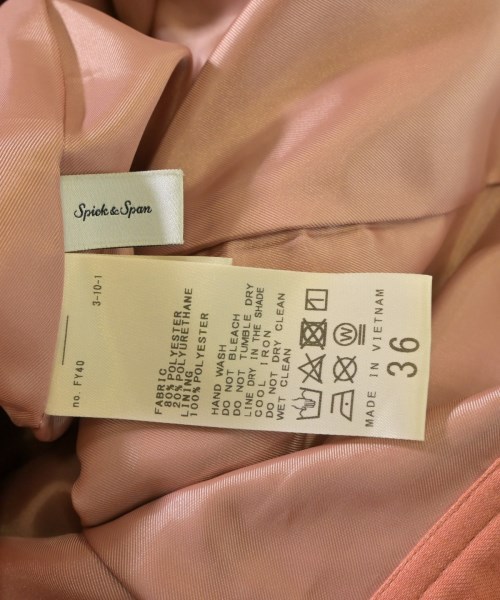 Spick & Span
no. FY40
3-10-1
FABRIC
80% POLYESTER
20% POLYURETHANE
LINING
100% POLYESTER
HAND WASH
DO NOT BLEACH
DO NOT TUMBLE DRY
LINE DRY IN THE SHADE
COOL IRON
DO NOT DRY CLEAN
WET CLEAN
W
MADE IN VIETNAM
36